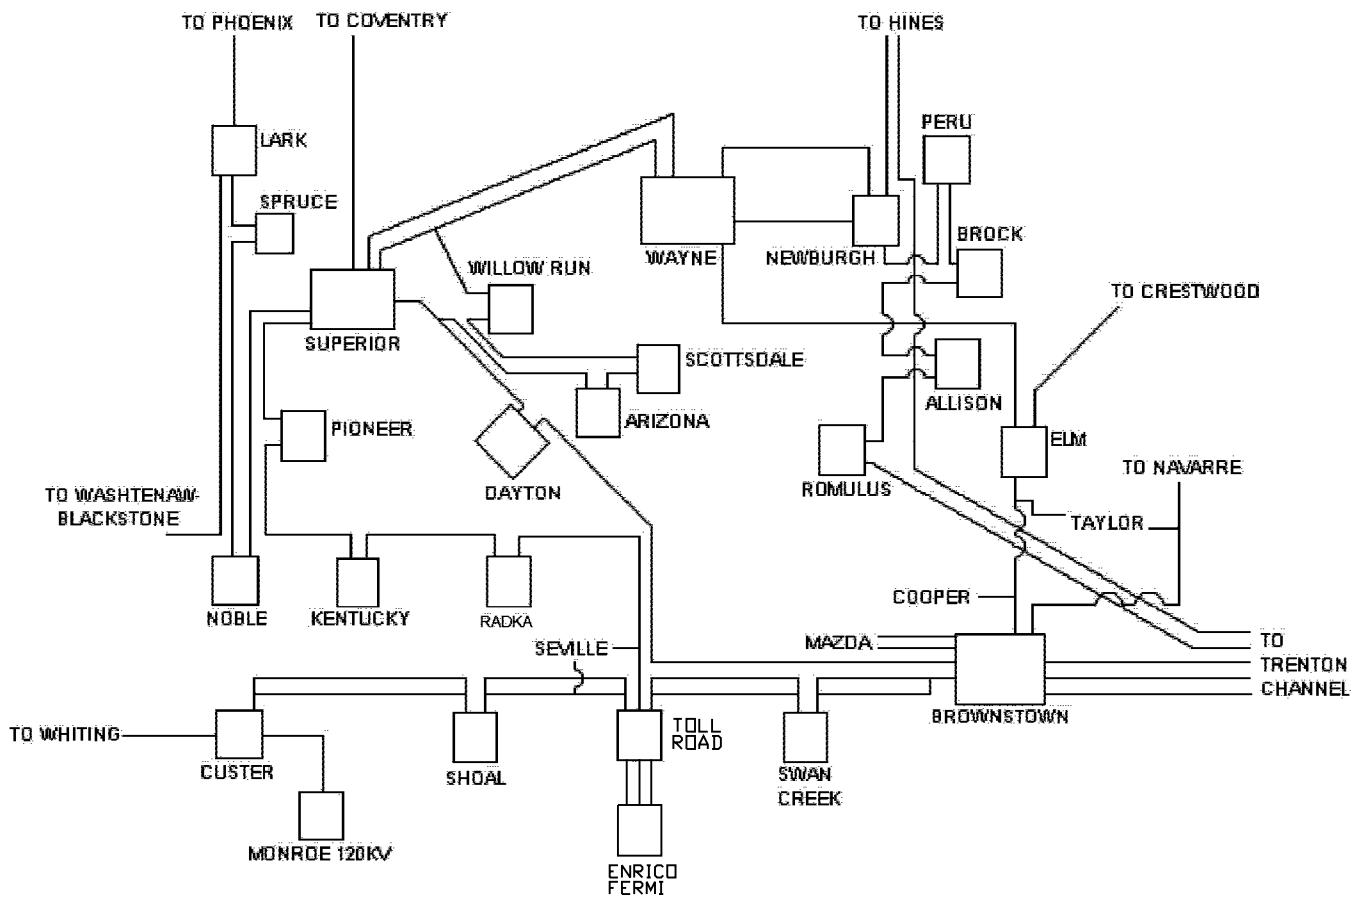 TO PHOENIX
TO COVENTRY
TO HINES
PERU
LARK
SPRUCE
BROCK
WAYNE
NEWBURGH
WILLOW RUN
TO CRESTWOOD
SUPERIOR
SCOTTSDALE
ALLISON
ARIZONA
PIONEER
ELM
TO NAVARRE
DAYTON
ROMULUS
TO WASHTENAW-
BLACKSTONE
TAYLOR
COOPER
NOBLE
KENTUCKY
RADKA
SEVILLE
MAZDA
TO
TRENTON
CHANNEL
BROWNSTOWN
TO WHITING
TOLL
ROAD
CUSTER
SHOAL
SWAN
CREEK
MONROE 120KV
ENRICO
FERMI